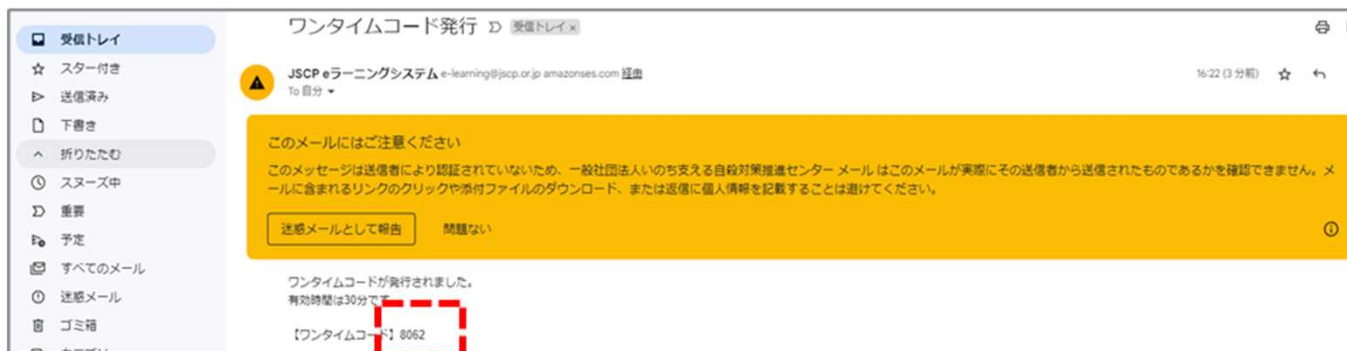 ワンタイムコード発行 受信トレイ ×
受信トレイ
スター付き
送信済み
下書き
折りたたむ
スヌーズ中
重要
予定
すべてのメール
迷惑メール
ゴミ箱
JSCP eラーニングシステム e-learning@jscp.or.jp amazonses.com 経由
16:22 (3 分前)
To 自分
このメールにはご注意ください
このメッセージは送信者により認証されていないため、一般社団法人いのち支える自殺対策推進センター メール はこのメールが実際にその送信者から送信されたものであるかを確認できません。メ
ールに含まれるリンクのクリックや添付ファイルのダウンロード、または返信に個人情報を記載することは避けてください。
迷惑メールとして報告
問題ない
ワンタイムコードが発行されました。
有効時間は30分です
【ワンタイムコード】8062